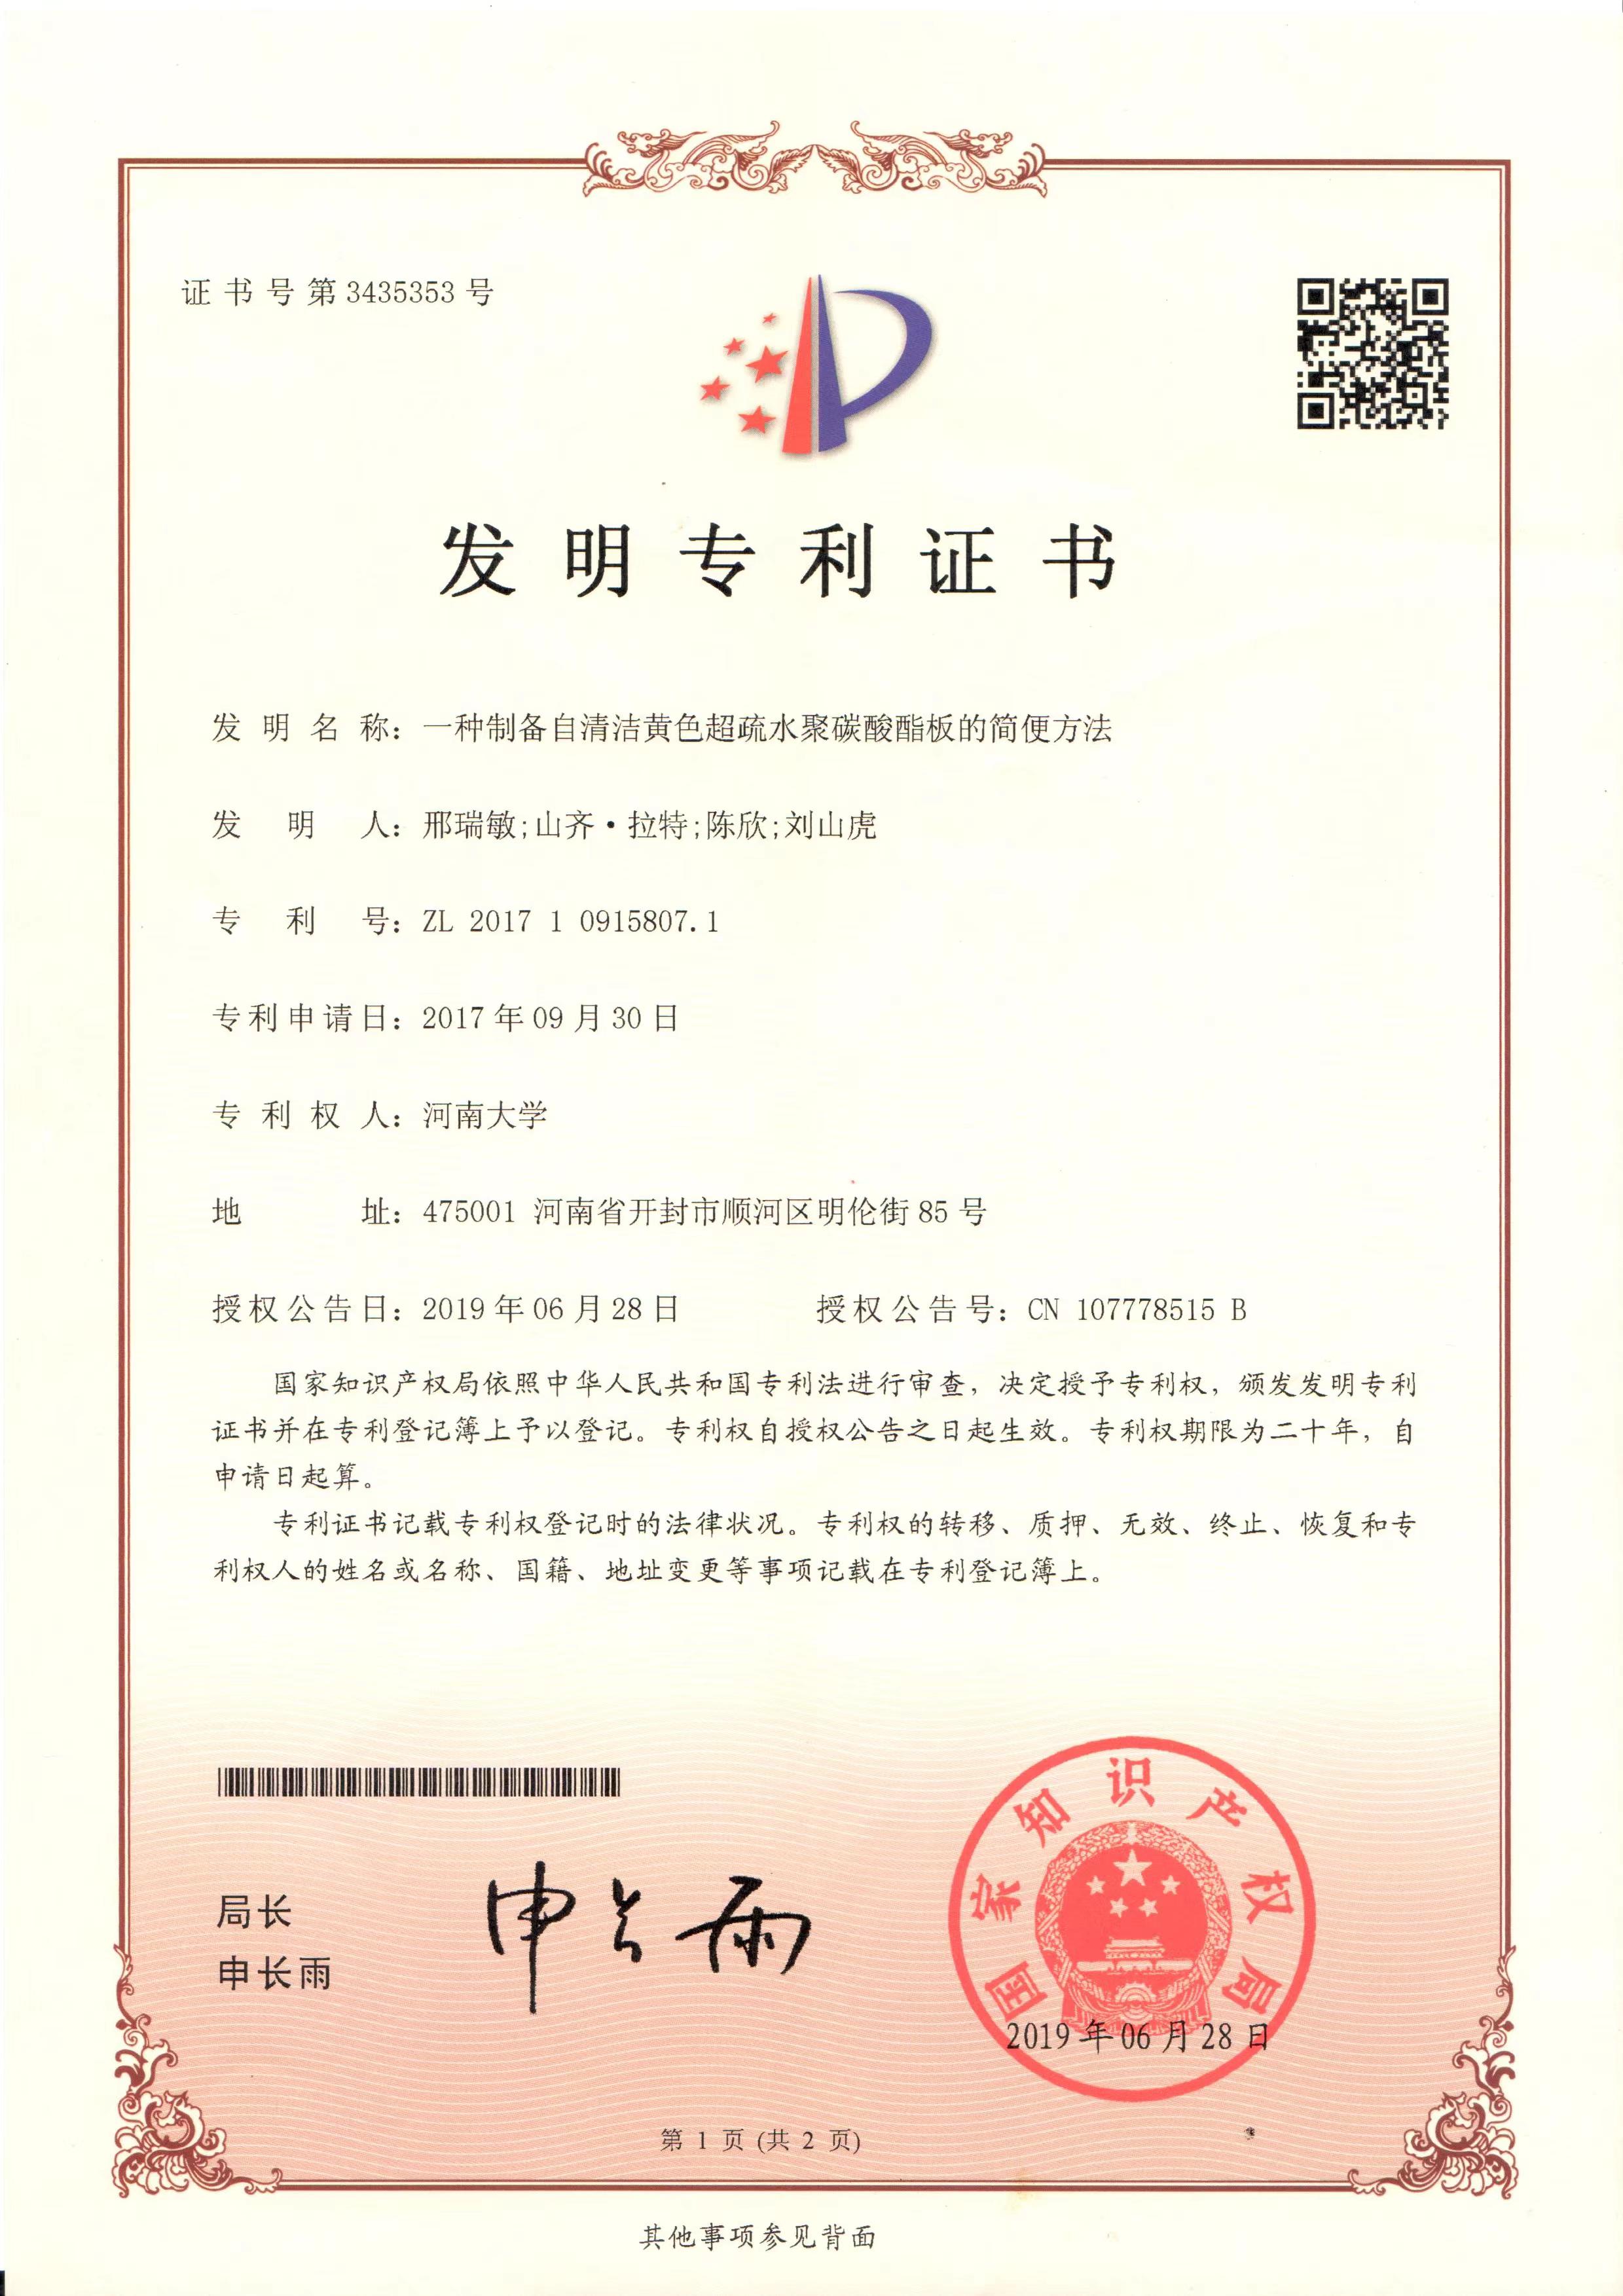 证书号第3435353号
发明专利证书
发明名称：一种制备自清洁黄色超疏水聚碳酸酯板的简便方法
发明人：邢瑞敏;山齐·拉特;陈欣;刘山虎
专利号：ZL 2017 1 0915807.1
专利申请日：2017年09月30日
专利权人：河南大学
地址：475001 河南省开封市顺河区明伦街85号
授权公告日：2019年06月28日 授权公告号：CN 107778515 B
国家知识产权局依照中华人民共和国专利法进行审查，决定授予专利权，颁发发明专利
证书并在专利登记簿上予以登记。专利权自授权公告之日起生效。专利权期限为二十年，自
申请日起算。
专利证书记载专利权登记时的法律状况。专利权的转移、质押、无效、终止、恢复和专
利权人的姓名或名称、国籍、地址变更等事项记载在专利登记簿上。
局长
申长雨
申长雨
国家知识产权局
2019年06月28日
第 1 页 (共 2 页)
其他事项参见背面